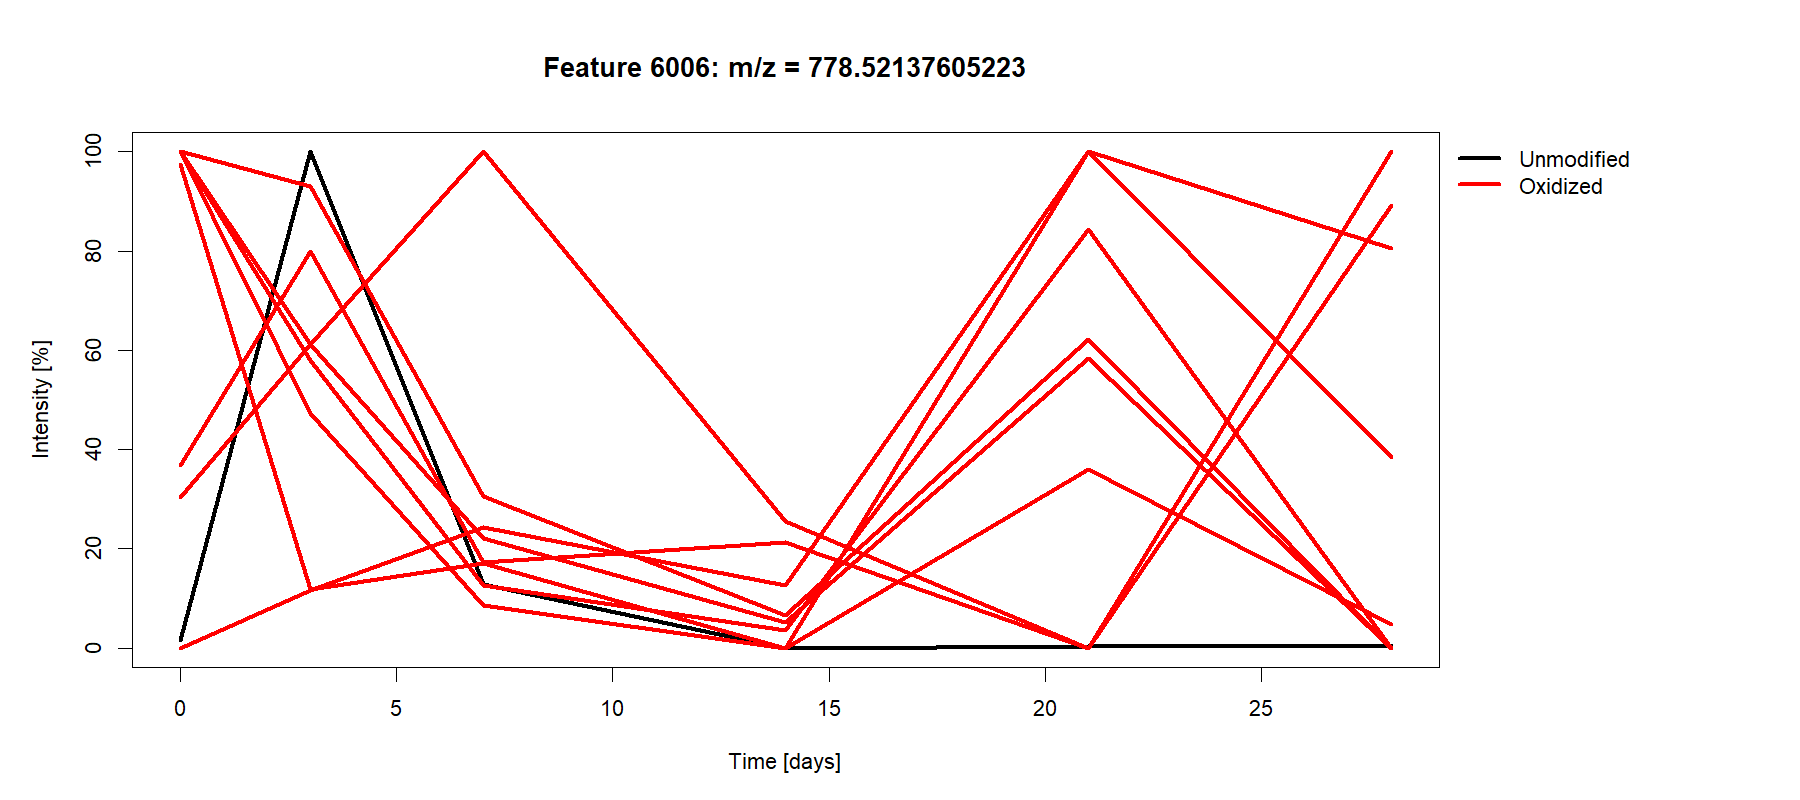 Feature 6006: m/z = 778.52137605223
Unmodified
Oxidized
Intensity [%]
100
80
60
40
20
0
0 5 10 15 20 25
Time [days]